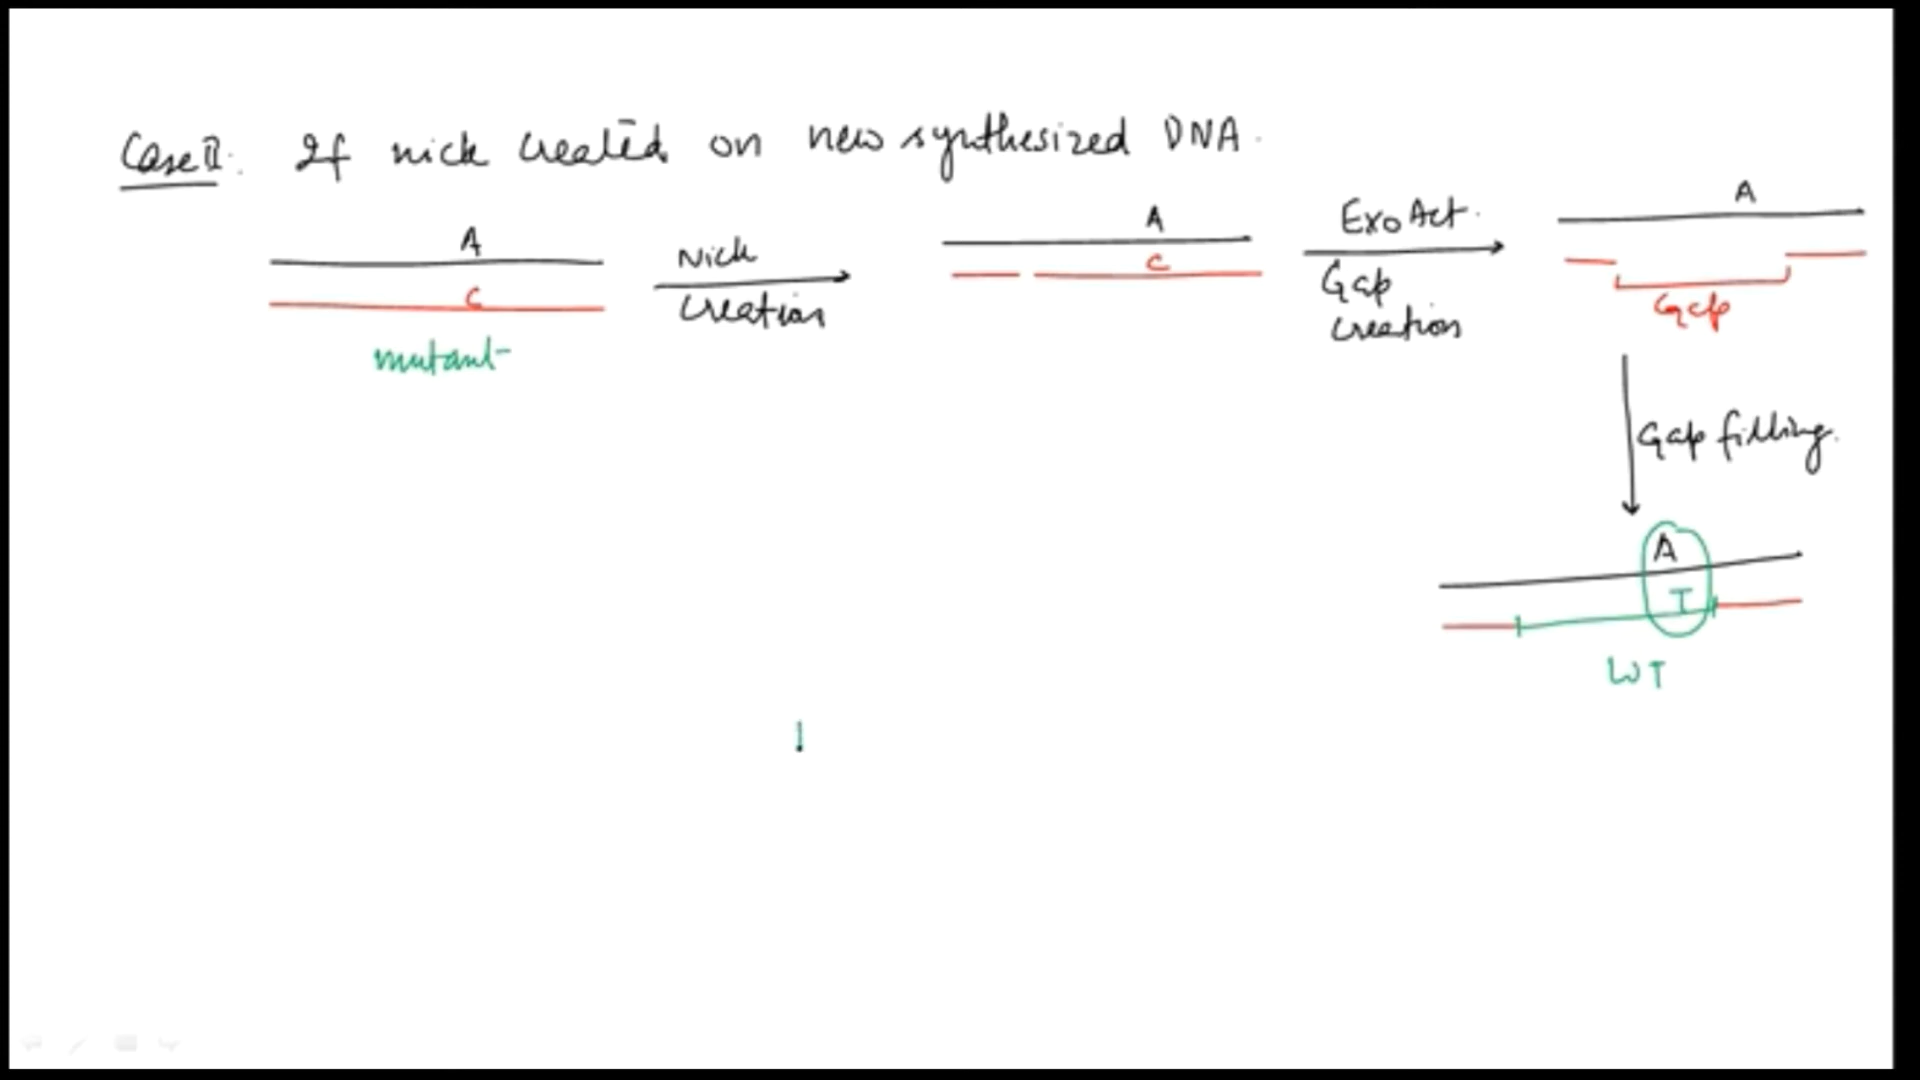 Case II: If nick created on new synthesized DNA.
A
C
mutant
Nick
creation
A
C
Exo Act.
Gap
creation
A
Gap
Gap filling.
A
T
WT